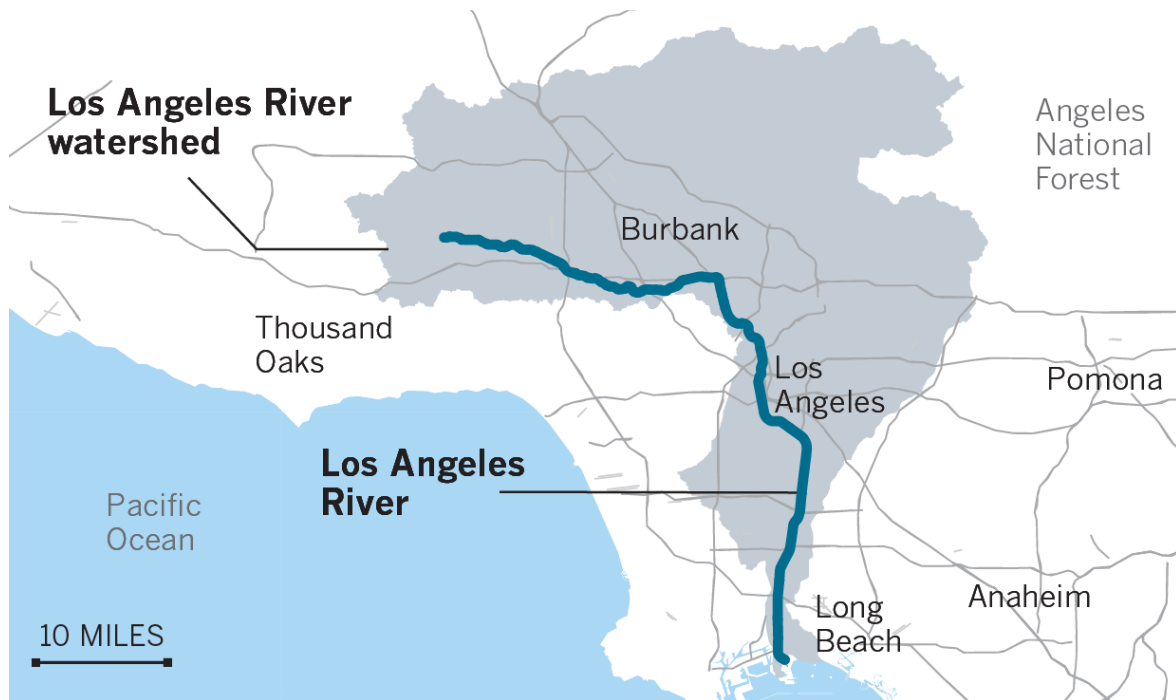 Los Angeles River
watershed
Angeles
National
Forest
Burbank
Thousand
Oaks
Los
Angeles
Pomona
Los Angeles
River
Pacific
Ocean
Anaheim
Long
Beach
10 MILES